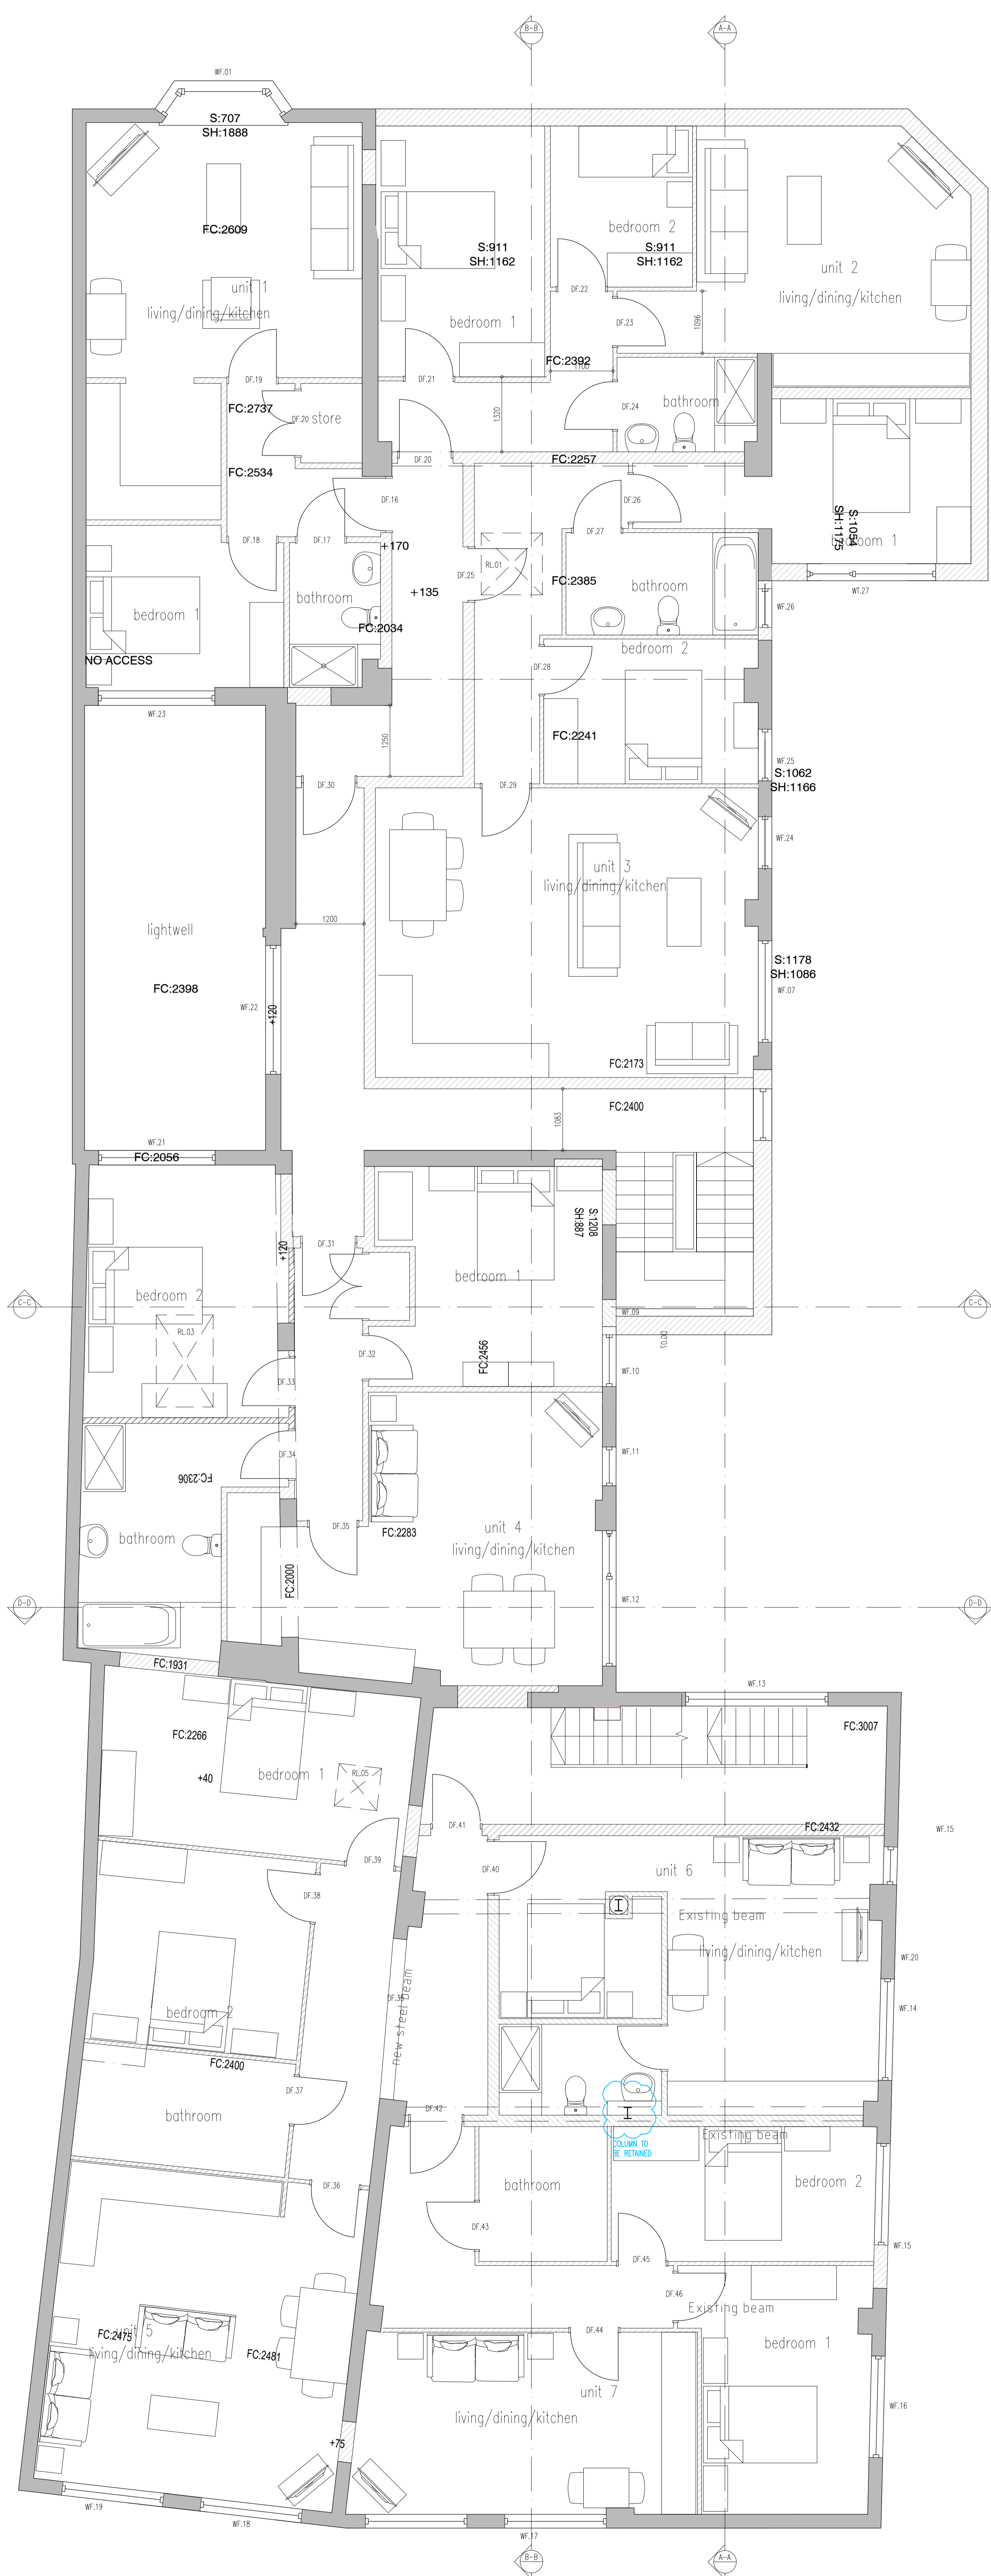 B-B
A-A
WF.01
S:707
SH:1888
FC:2609
unit 1
living/dining/kitchen
S:911
SH:1162
bedroom 1
bedroom 2
S:911
SH:1162
unit 2
living/dining/kitchen
DF.22
DF.23
1096
FC:2392
1100
DF.19
DF.21
FC:2737
DF.20
store
1320
DF.24
bathroom
FC:2534
DF.20
FC:2257
DF.16
DF.26
S:1054
SH:1175
bedroom 1
DF.18
DF.17
+170
DF.27
DF.25
RL.01
FC:2385
WT.27
bathroom
+135
bathroom
WF.26
bedroom 1
FC:2034
bedroom 2
NO ACCESS
DF.28
WF.23
1250
FC:2241
WF.25
S:1062
SH:1166
DF.30
DF.29
WF.24
unit 3
living/dining/kitchen
lightwell
1200
S:1178
SH:1086
WF.07
FC:2398
WF.22
+120
FC:2173
FC:2400
1083
WF.21
FC:2056
S:1208
SH:887
+120
DF.31
bedroom 1
bedroom 2
C-C
C-C
WF.09
RL.03
DF.32
FC:2456
WF.10
DF.33
WF.11
DF.34
FC:2306
bathroom
DF.35
FC:2283
unit 4
living/dining/kitchen
FC:2000
WF.12
D-D
D-D
FC:1931
WF.13
FC:2266
FC:3007
+40
bedroom 1
RL.05
DF.41
FC:2432
WF.15
DF.39
DF.40
unit 6
DF.38
Existing beam
living/dining/kitchen
WF.20
new steel beam
bedroom 2
WF.14
FC:2400
DF.37
bathroom
DF.42
COLUMN TO
BE RETAINED
Existing beam
DF.36
bathroom
bedroom 2
DF.43
DF.45
WF.15
DF.46
Existing beam
unit 5
living/dining/kitchen
FC:2475
FC:2481
DF.44
bedroom 1
unit 7
living/dining/kitchen
WF.16
+75
WF.19
WF.18
WF.17
B-B
A-A